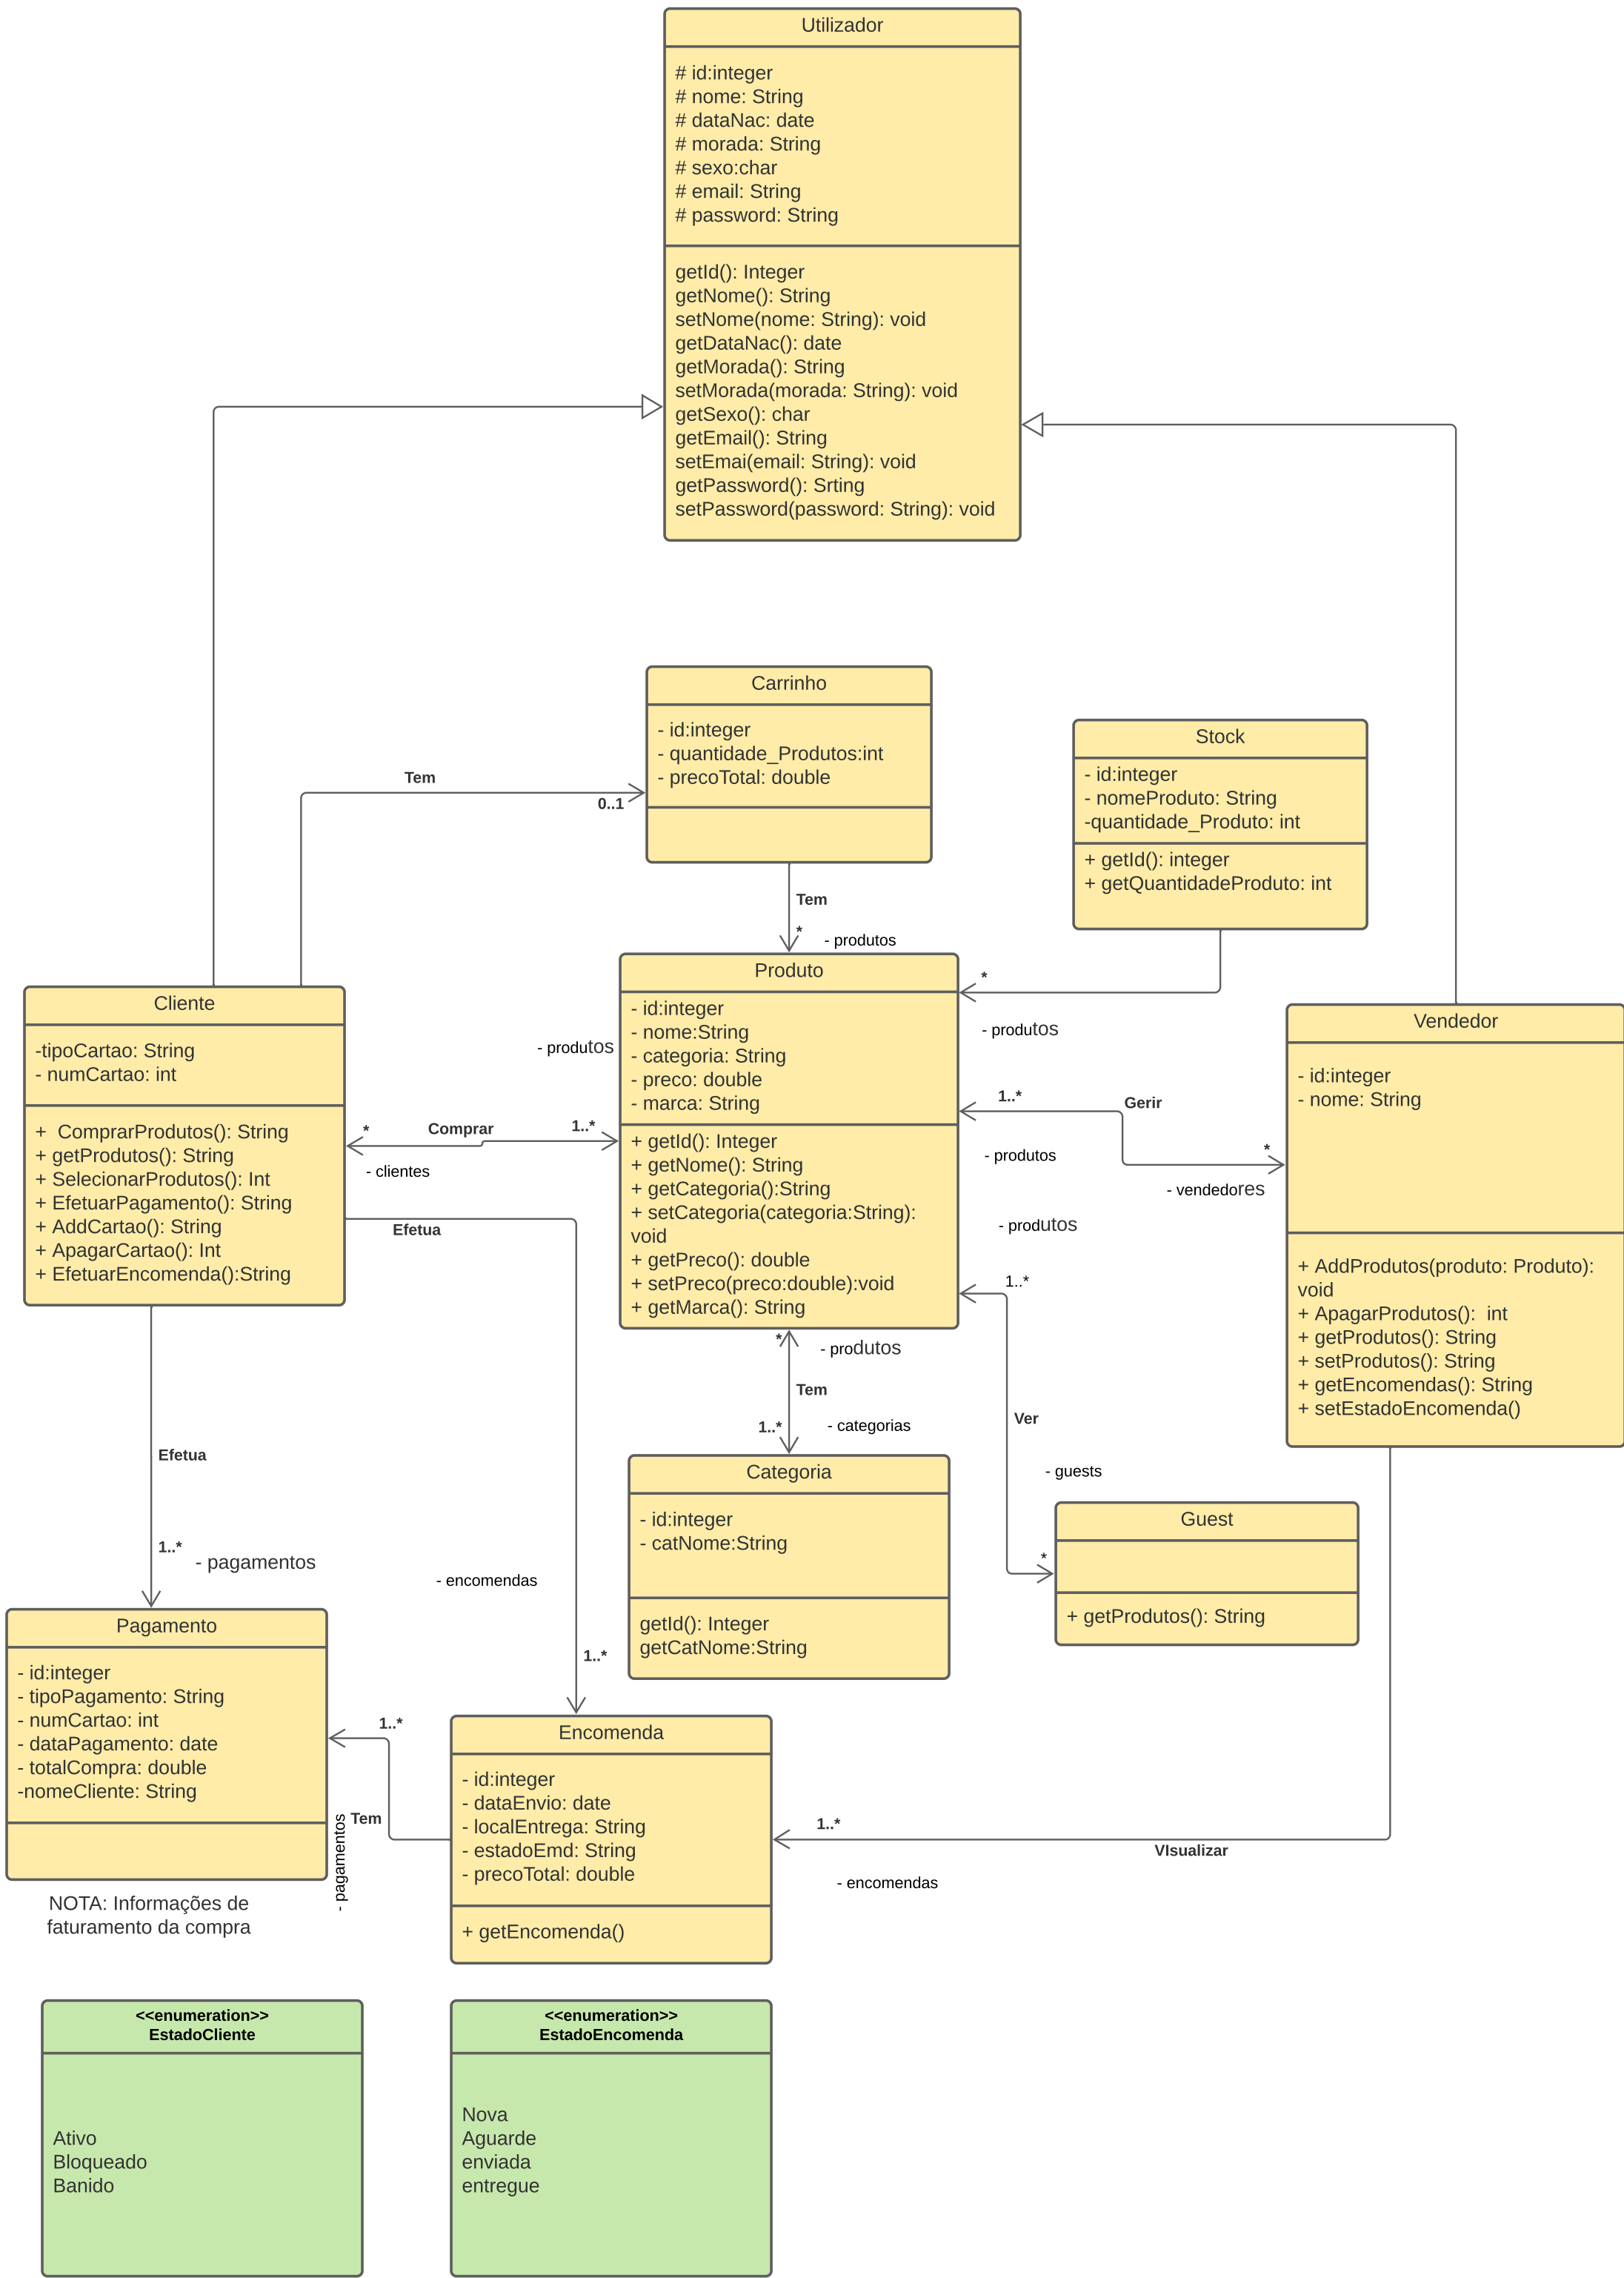 Utilizador
# id:integer
# nome: String
# dataNac: date
# morada: String
# sexo:char
# email: String
# password: String
getId(): Integer
getNome(): String
setNome(nome: String): void
getDataNac(): date
getMorada(): String
setMorada(morada: String): void
getSexo(): char
getEmail(): String
setEmai(email: String): void
getPassword(): Srting
setPassword(password: String): void
Carrinho
- id:integer
- quantidade_Produtos:int
- precoTotal: double
Stock
- id:integer
- nomeProduto: String
-quantidade_Produto: int
+ getId(): integer
+ getQuantidadeProduto: int
Tem
0..1
Tem
*
- produtos
*
- produtos
Cliente
-tipoCartao: String
- numCartao: int
+  ComprarProdutos(): String
+ getProdutos(): String
+ SelecionarProdutos(): Int
+ EfetuarPagamento(): String
+ AddCartao(): String
+ ApagarCartao(): Int
+ EfetuarEncomenda():String
- produtos
*
Comprar
1..*
- clientes
Efetua
Produto
- id:integer
- nome:String
- categoria: String
- preco: double
- marca: String
+ getId(): Integer
+ getNome(): String
+ getCategoria():String
+ setCategoria(categoria:String):
void
+ getPreco(): double
+ setPreco(preco:double):void
+ getMarca(): String
1..*
Gerir
*
- produtos
- vendedores
- produtos
1..*
Vendedor
- id:integer
- nome: String
+ AddProdutos(produto: Produto):
void
+ ApagarProdutos():  int
+ getProdutos(): String
+ setProdutos(): String
+ getEncomendas(): String
+ setEstadoEncomenda()
*
- produtos
Tem
1..*
- categorias
Ver
- guests
*
Categoria
- id:integer
- catNome:String
getId(): Integer
getCatNome:String
Guest
+ getProdutos(): String
Efetua
1..*
- pagamentos
- encomendas
1..*
Pagamento
- id:integer
- tipoPagamento: String
- numCartao: int
- dataPagamento: date
- totalCompra: double
-nomeCliente: String
NOTA: Informações de
faturamento da compra
1..*
Tem
- pagamentos
Encomenda
- id:integer
- dataEnvio: date
- localEntrega: String
- estadoEmd: String
- precoTotal: double
+ getEncomenda()
1..*
VIsualizar
- encomendas
<<enumeration>>
EstadoCliente
Ativo
Bloqueado
Banido
<<enumeration>>
EstadoEncomenda
Nova
Aguarde
enviada
entregue